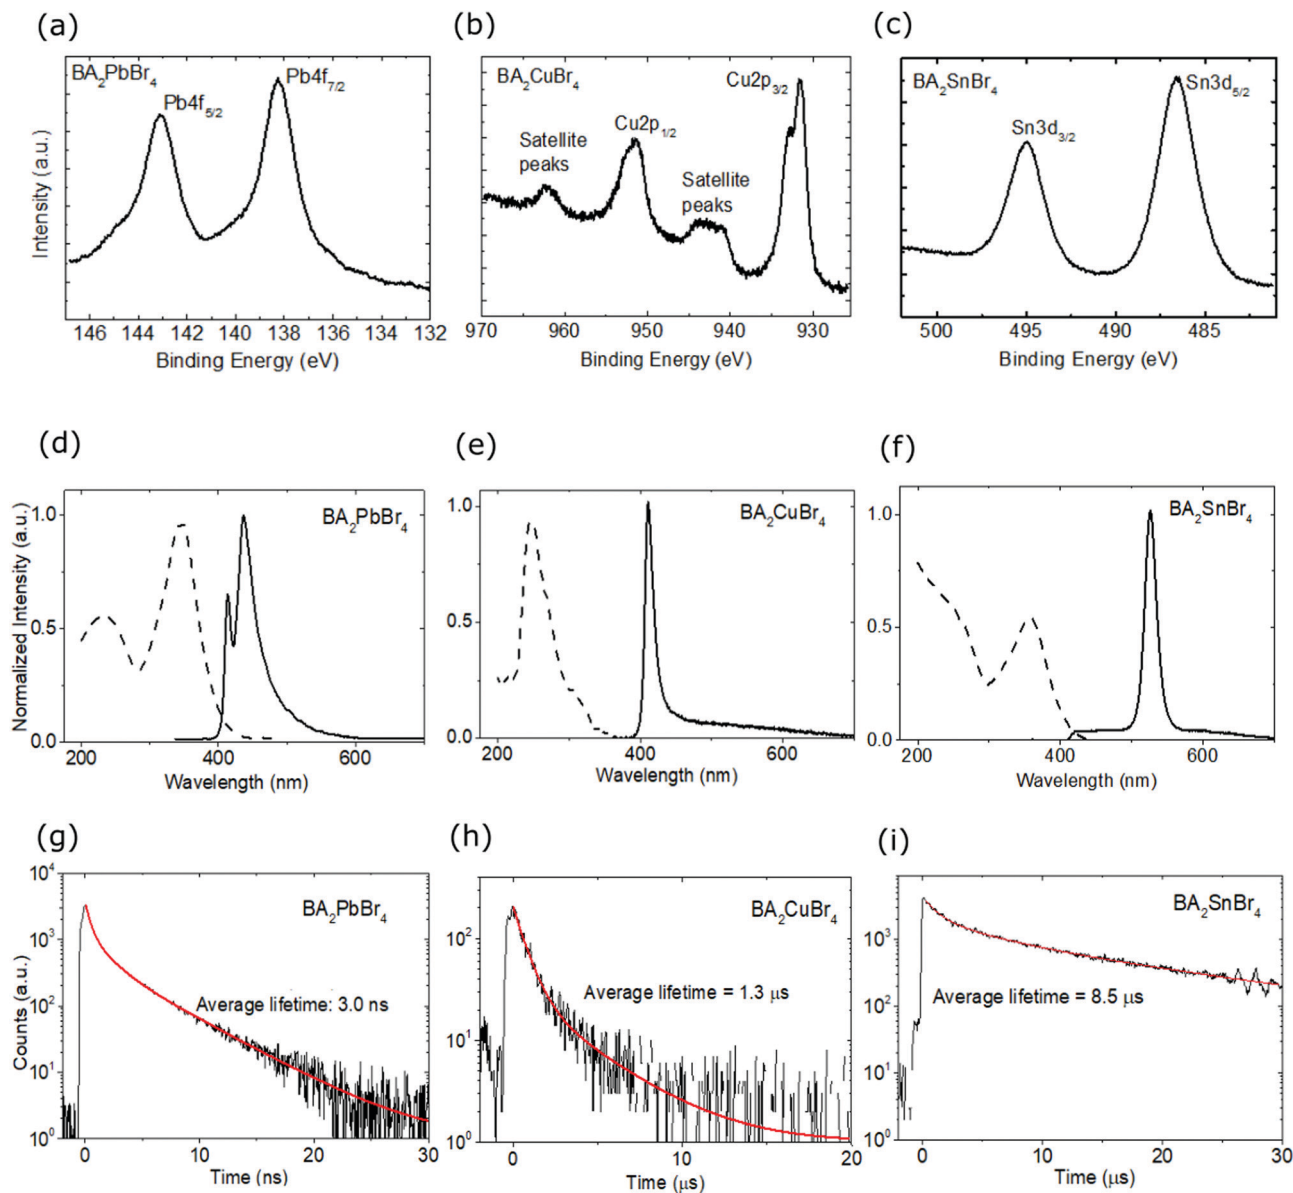 (a)
BA2PbBr4
Pb4f5/2
Pb4f7/2
Intensity (a.u.)
146 144 142 140 138 136 134 132
Binding Energy (eV)
(b)
BA2CuBr4
Cu2p3/2
Cu2p1/2
Satellite
peaks
Satellite
peaks
970 960 950 940 930
Binding Energy (eV)
(c)
BA2SnBr4
Sn3d5/2
Sn3d3/2
500 495 490 485
Binding Energy (eV)
(d)
BA2PbBr4
Normalized Intensity (a.u.)
1.0
0.5
0.0
200 400 600
Wavelength (nm)
(e)
BA2CuBr4
1.0
0.5
0.0
200 400 600
Wavelength (nm)
(f)
BA2SnBr4
1.0
0.5
0.0
200 400 600
Wavelength (nm)
(g)
BA2PbBr4
Average lifetime: 3.0 ns
Counts (a.u.)
10^4
10^3
10^2
10^1
10^0
0 10 20 30
Time (ns)
(h)
BA2CuBr4
Average lifetime = 1.3 μs
10^2
10^1
10^0
0 10 20
Time (μs)
(i)
BA2SnBr4
Average lifetime = 8.5 μs
10^3
10^2
10^1
10^0
0 10 20 30
Time (μs)